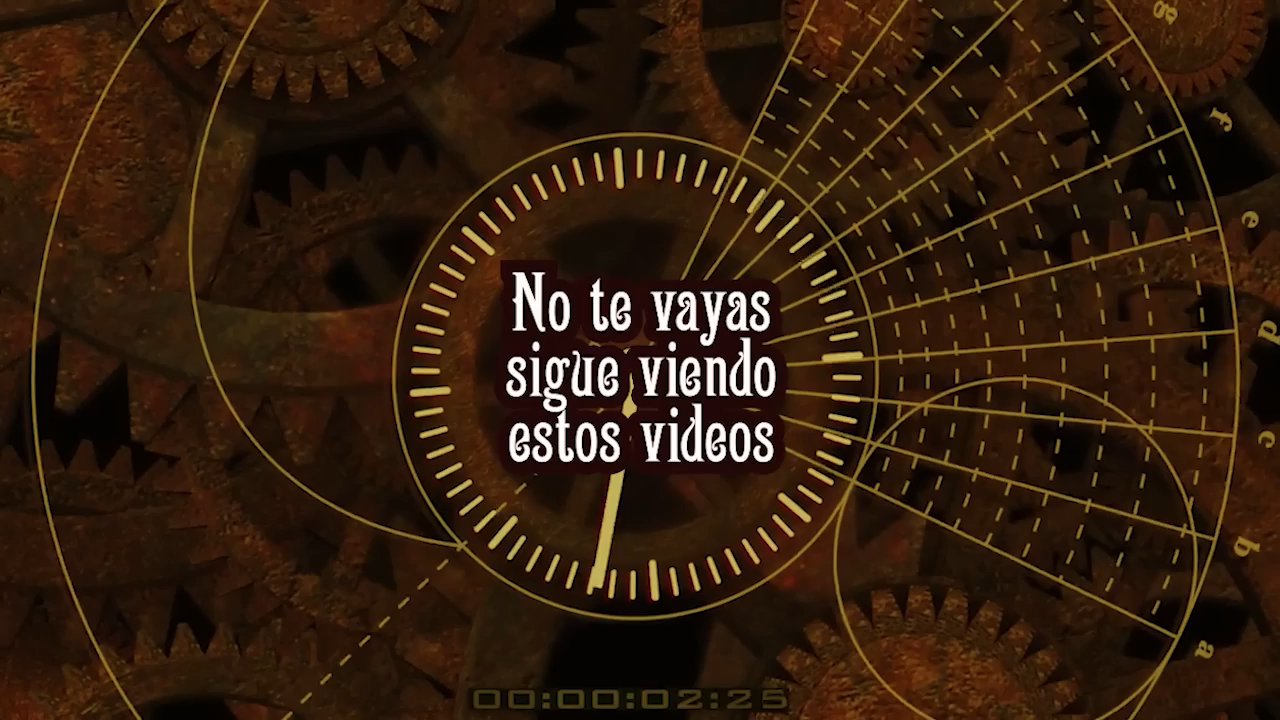 No te vayas
sigue viendo
estos videos
g
f
e
d
c
b
a
00:00:02:25